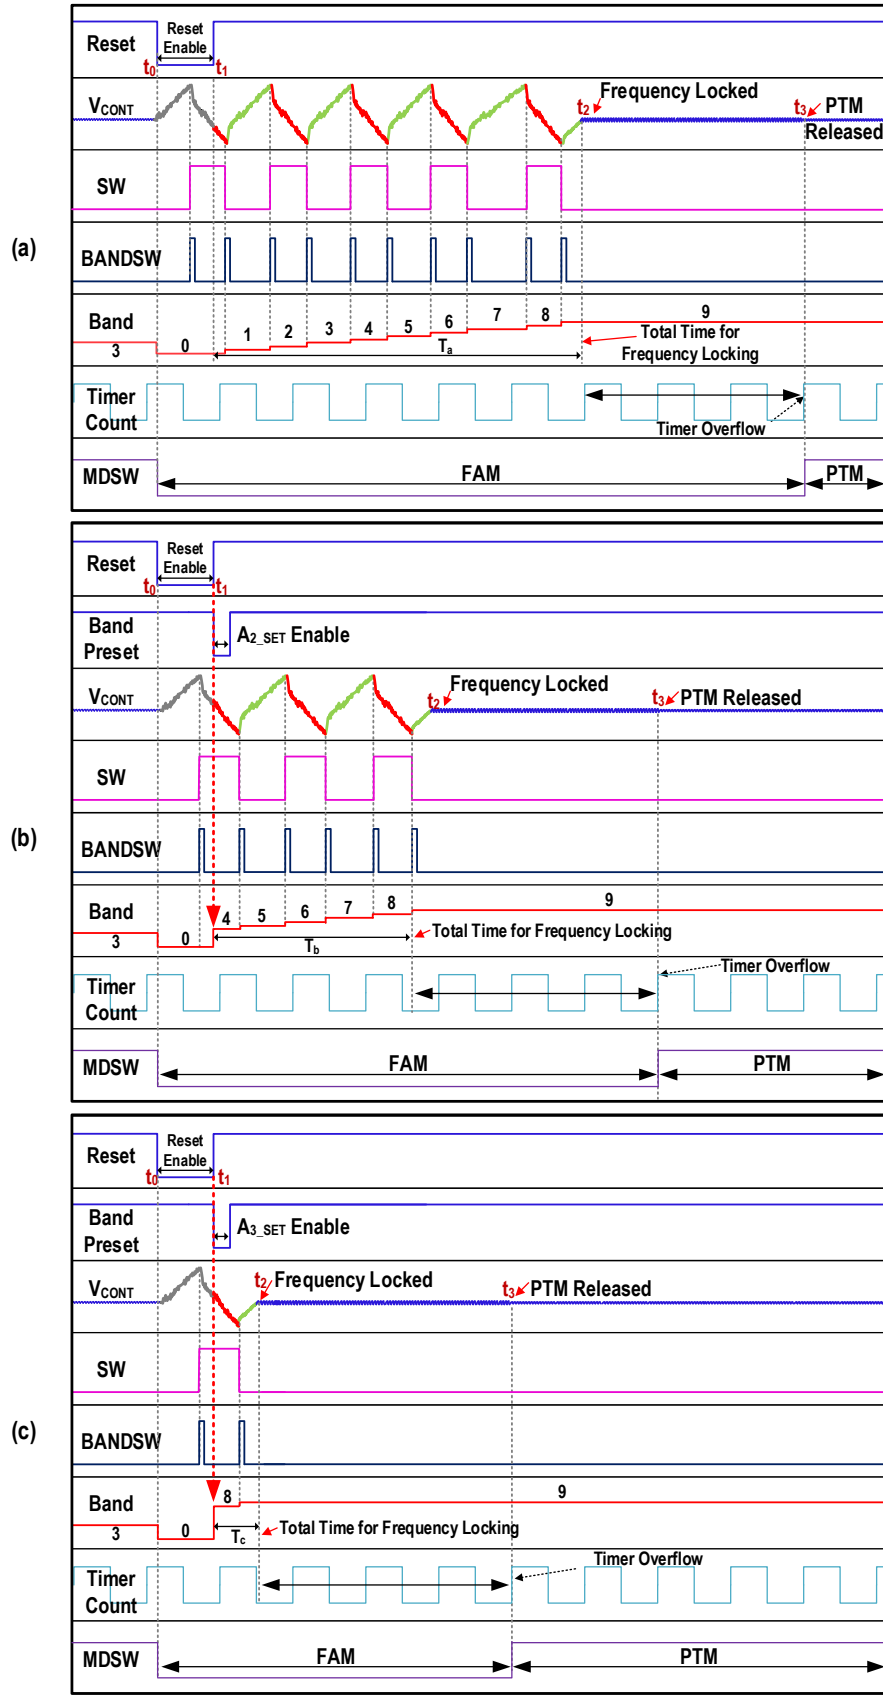 (a)
Reset
Reset
Enable
t0
t1
VCONT
t2
Frequency Locked
t3
PTM
Released
SW
BANDSW
Band
3
0
1
2
3
4
5
6
7
8
9
Ta
Total Time for
Frequency Locking
Timer
Count
Timer Overflow
MDSW
FAM
PTM
(b)
Reset
Reset
Enable
t0
t1
Band
Preset
A2_SET Enable
VCONT
t2
Frequency Locked
t3
PTM Released
SW
BANDSW
Band
3
0
4
5
6
7
8
9
Tb
Total Time for Frequency Locking
Timer
Count
Timer Overflow
MDSW
FAM
PTM
(c)
Reset
Reset
Enable
t0
t1
Band
Preset
A3_SET Enable
VCONT
t2
Frequency Locked
t3
PTM Released
SW
BANDSW
Band
3
0
8
9
Tc
Total Time for Frequency Locking
Timer
Count
Timer Overflow
MDSW
FAM
PTM